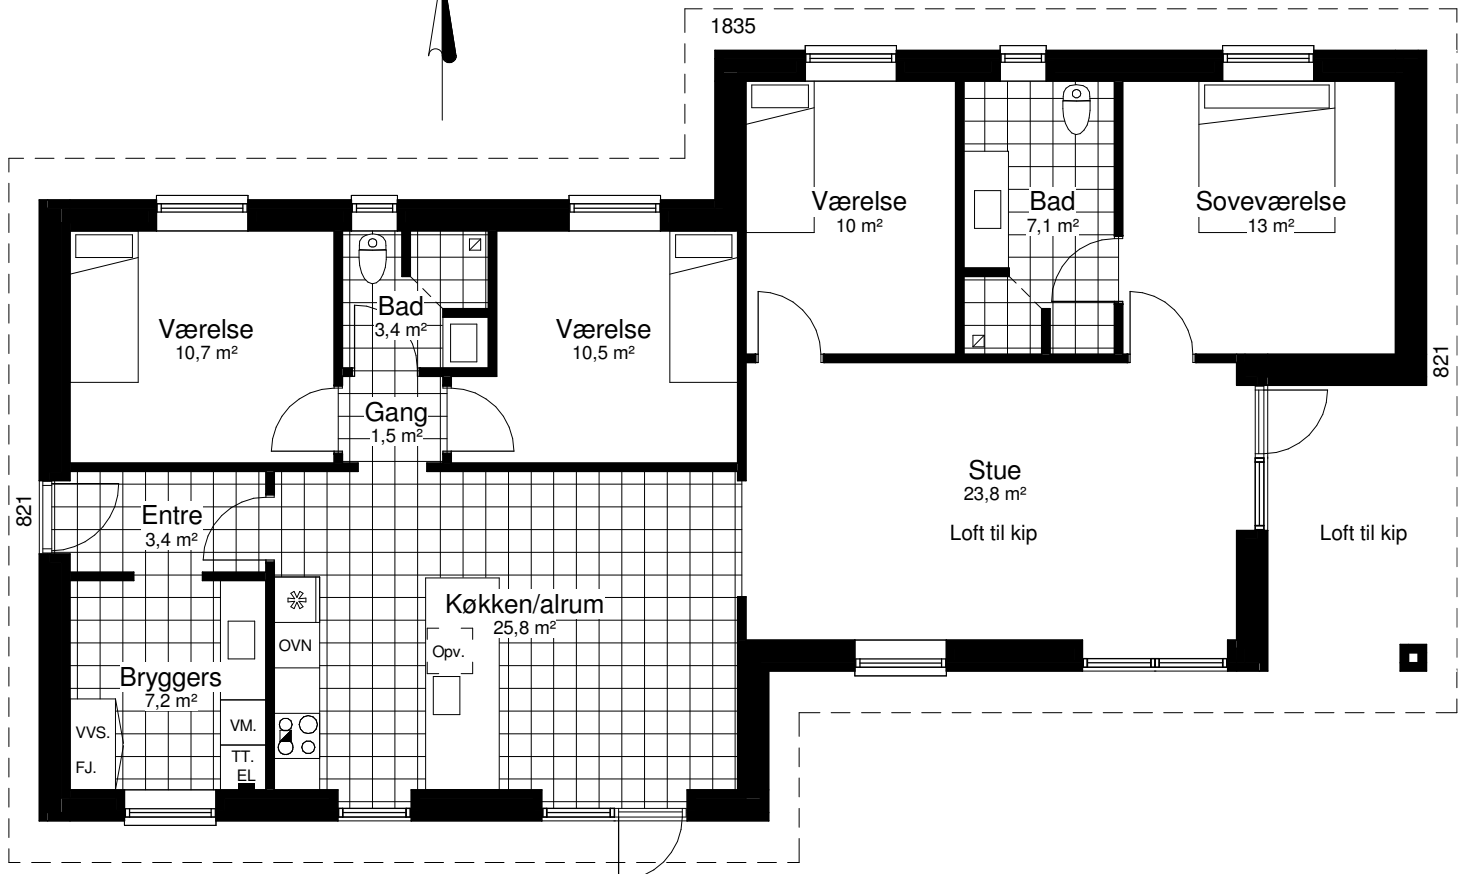 1835
Værelse
10 m²
Bad
7,1 m²
Soveværelse
13 m²
Værelse
10,7 m²
Bad
3,4 m²
Værelse
10,5 m²
821
Gang
1,5 m²
Stue
23,8 m²
Loft til kip
Loft til kip
821
Entre
3,4 m²
Køkken/alrum
25,8 m²
OVN
Opv.
Bryggers
7,2 m²
VVS.
FJ.
VM.
TT.
EL